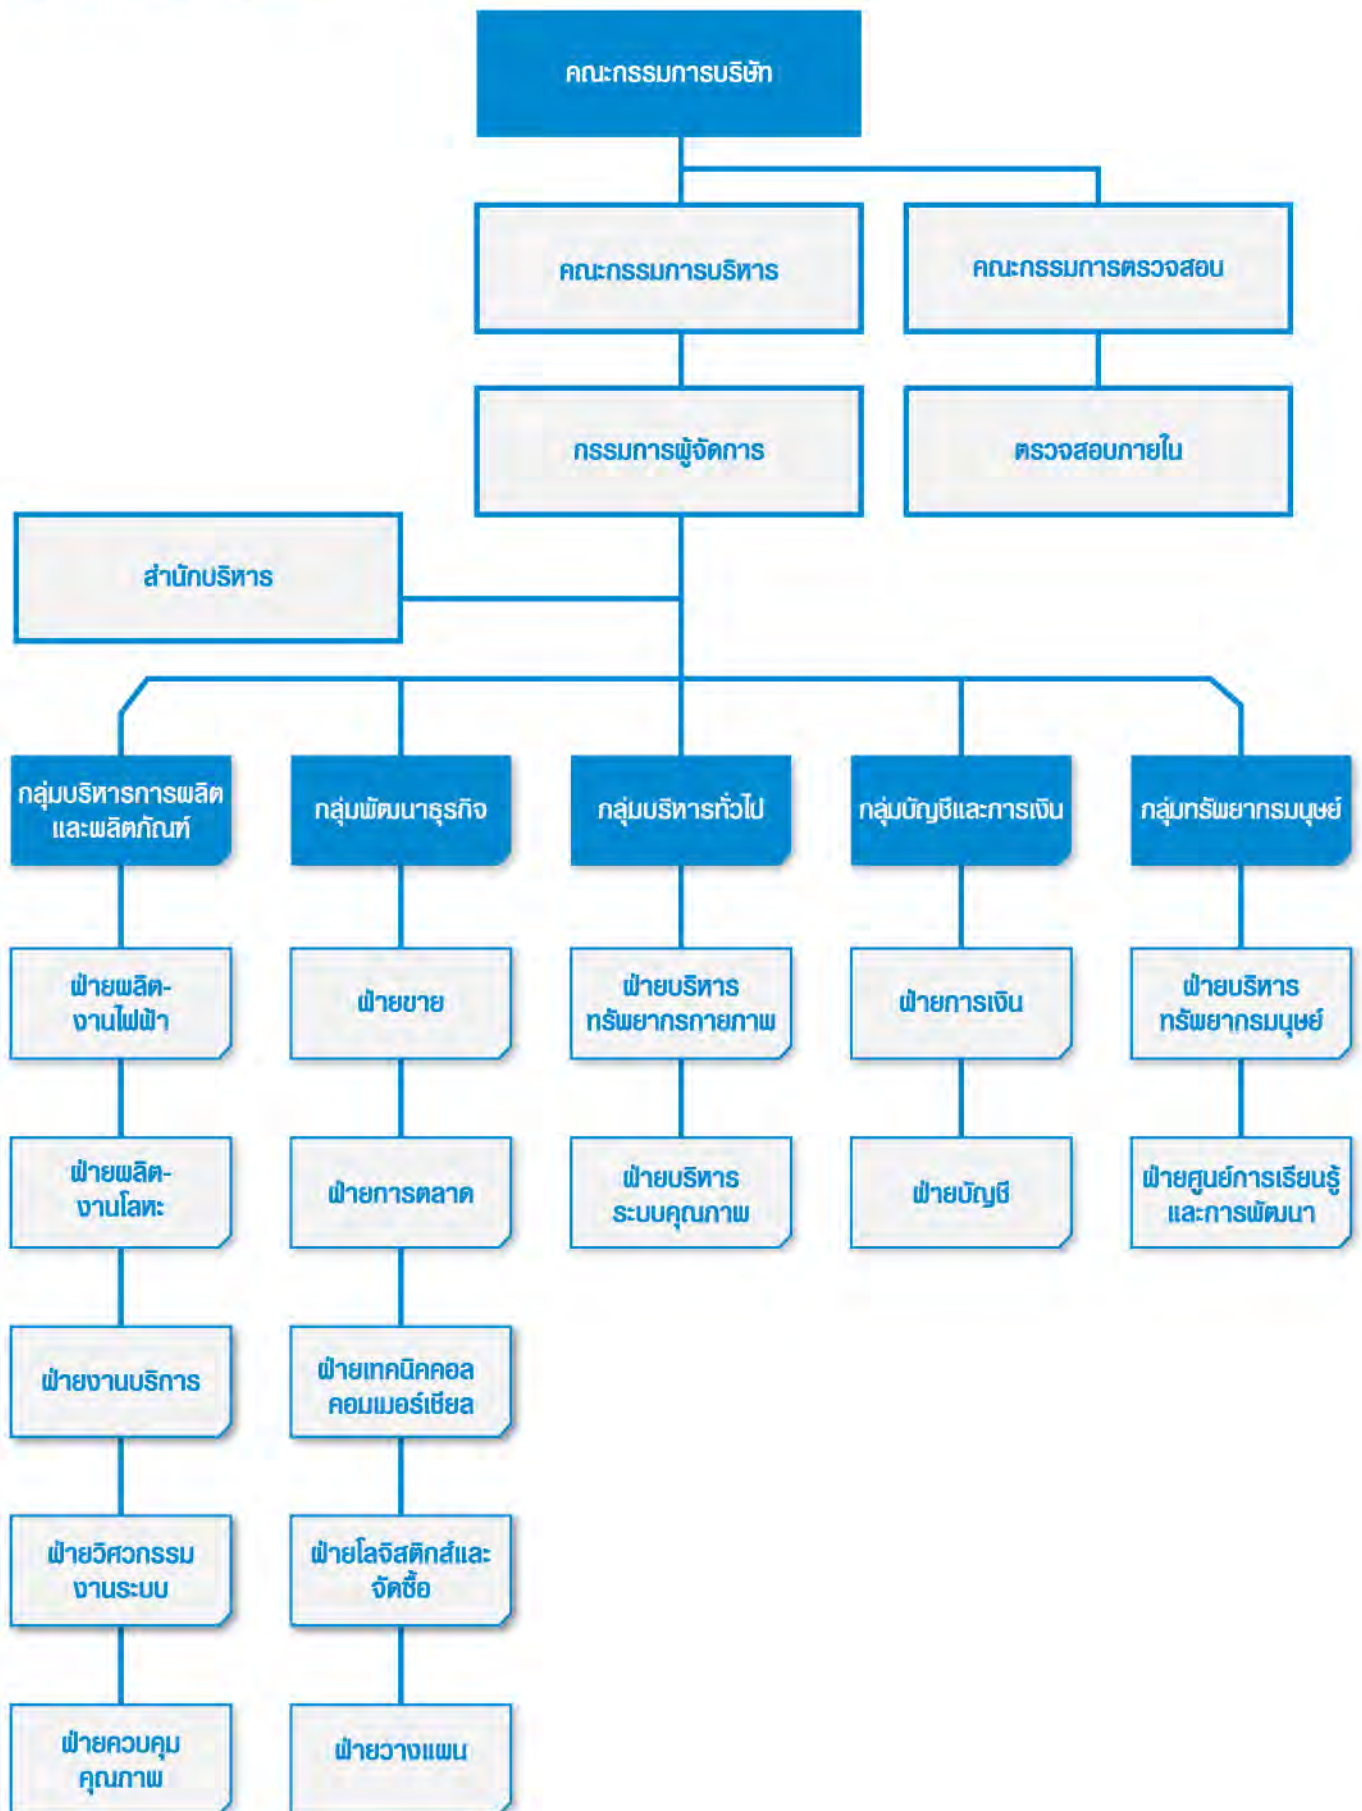 คณะกรรมการบริษัท
คณะกรรมการบริหาร
คณะกรรมการตรวจสอบ
กรรมการผู้จัดการ
ตรวจสอบภายใน
สำนักบริหาร
กลุ่มบริหารการผลิต
และผลิตภัณฑ์
กลุ่มพัฒนาธุรกิจ
กลุ่มบริหารทั่วไป
กลุ่มบัญชีและการเงิน
กลุ่มทรัพยากรมนุษย์
ฝ่ายผลิต-
งานไฟฟ้า
ฝ่ายขาย
ฝ่ายบริหาร
ทรัพยากรกายภาพ
ฝ่ายการเงิน
ฝ่ายบริหาร
ทรัพยากรมนุษย์
ฝ่ายผลิต-
งานโลหะ
ฝ่ายการตลาด
ฝ่ายบริหาร
ระบบคุณภาพ
ฝ่ายบัญชี
ฝ่ายศูนย์การเรียนรู้
และการพัฒนา
ฝ่ายงานบริการ
ฝ่ายเทคนิคคอล
คอมเมอร์เชียล
ฝ่ายวิศวกรรม
งานระบบ
ฝ่ายโลจิสติกส์และ
จัดซื้อ
ฝ่ายควบคุม
คุณภาพ
ฝ่ายวางแผน